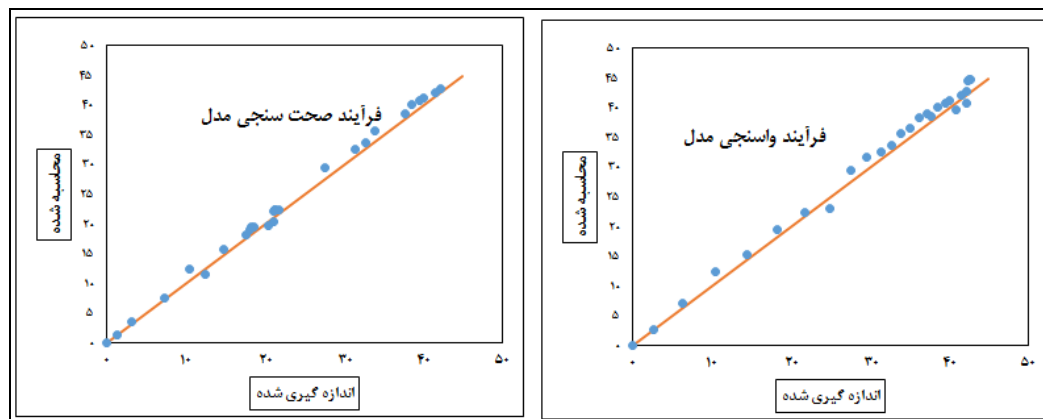 فرآیند واسنجی مدل
محاسبه شده
۵۰
۴۵
۴۰
۳۵
۳۰
۲۵
۲۰
۱۵
۱۰
۵
۰
۰ ۱۰ ۲۰ ۳۰ ۴۰ ۵۰
اندازه گیری شده
فرآیند صحت سنجی مدل
محاسبه شده
۵۰
۴۵
۴۰
۳۵
۳۰
۲۵
۲۰
۱۵
۱۰
۵
۰
۰ ۱۰ ۲۰ ۳۰ ۴۰ ۵۰
اندازه گیری شده